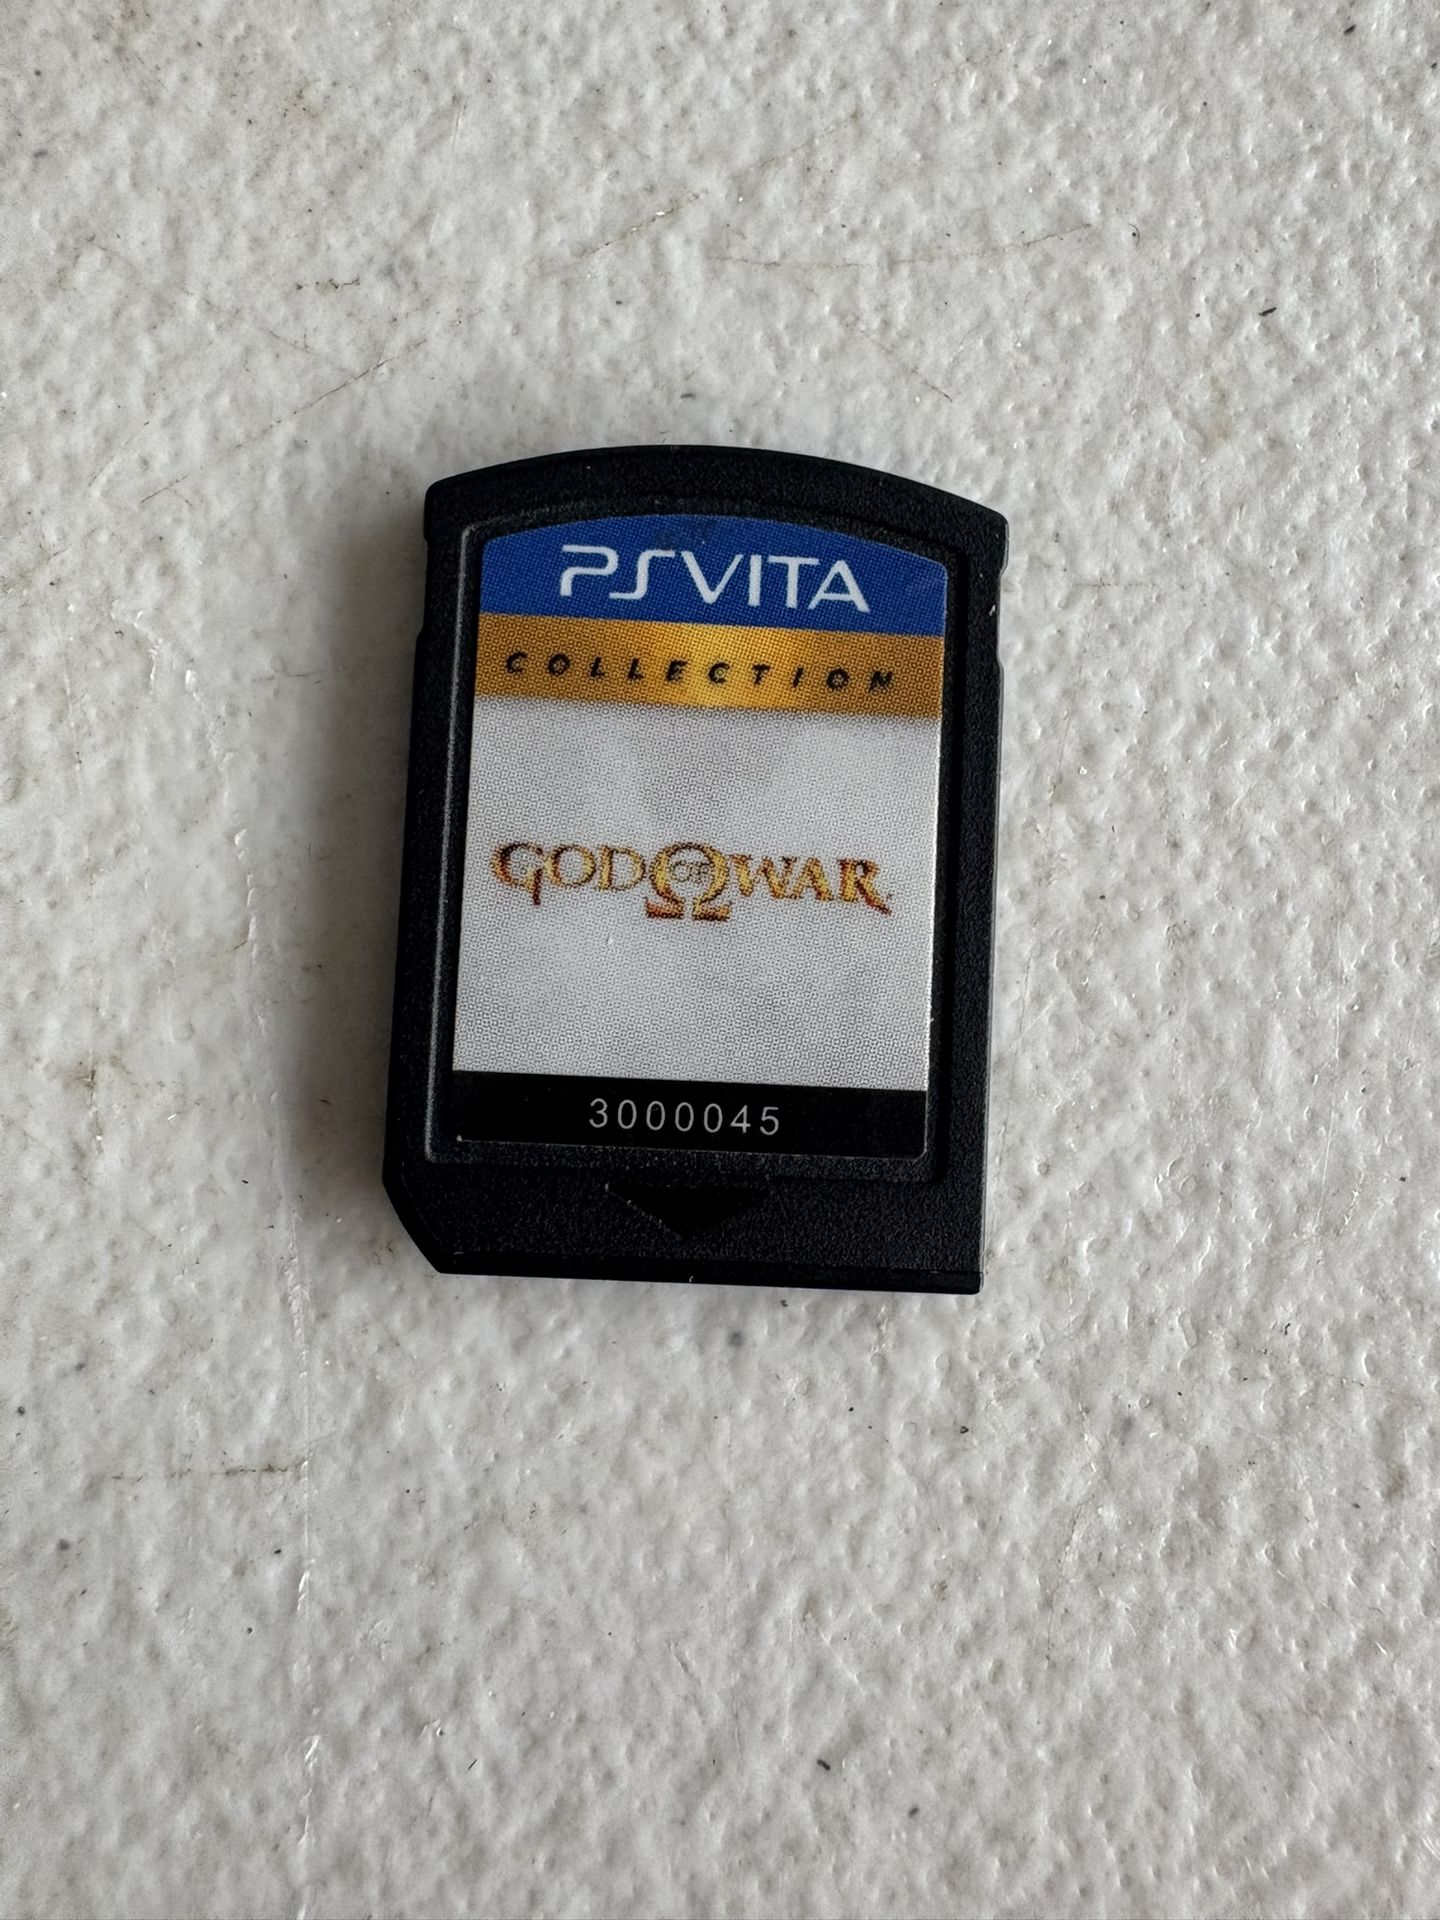 PSVITA
COLLECTION
GOD OF WAR
3000045